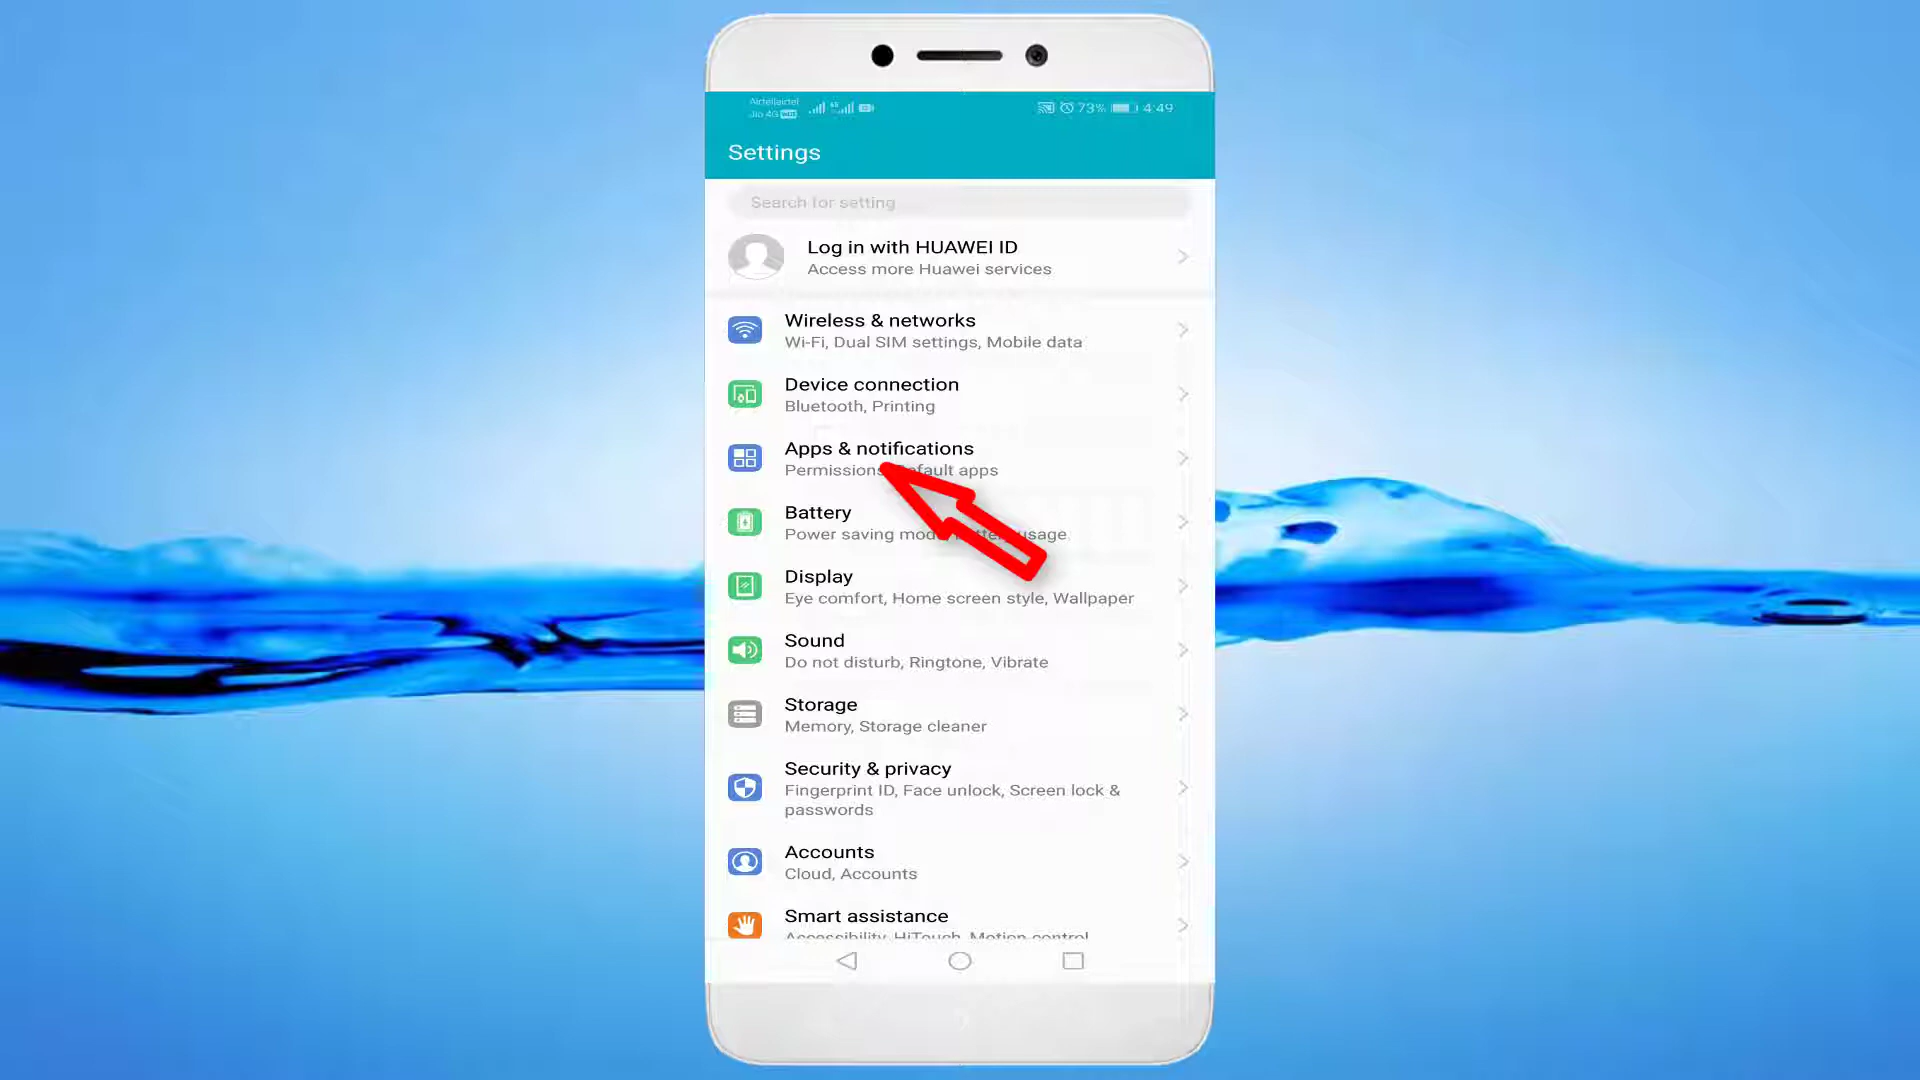 Airtel|airtel
Jio 4G
73%
4:49
Settings
Search for setting
Log in with HUAWEI ID
Access more Huawei services
Wireless & networks
Wi-Fi, Dual SIM settings, Mobile data
Device connection
Bluetooth, Printing
Apps & notifications
Permissions, Default apps
Battery
Power saving mode, Battery usage
Display
Eye comfort, Home screen style, Wallpaper
Sound
Do not disturb, Ringtone, Vibrate
Storage
Memory, Storage cleaner
Security & privacy
Fingerprint ID, Face unlock, Screen lock &
passwords
Accounts
Cloud, Accounts
Smart assistance
Accessibility, HiTouch, Motion control